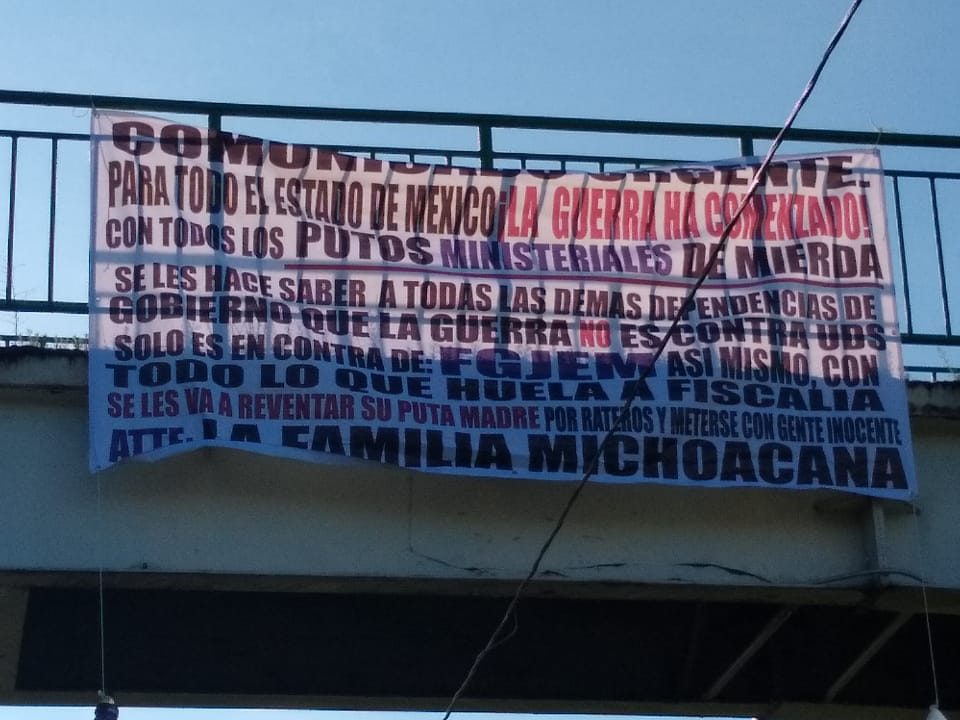 COMUNICADO URGENTE.
PARA TODO EL ESTADO DE MEXICO ¡LA GUERRA HA COMENZADO!
CON TODOS LOS PUTOS MINISTERIALES DE MIERDA
SE LES HACE SABER A TODAS LAS DEMAS DEPENDENCIAS DE
GOBIERNO QUE LA GUERRA NO ES CONTRA UDS
SOLO ES EN CONTRA DE: FGJEM ASI MISMO, CON
TODO LO QUE HUELA A FISCALIA
SE LES VA A REVENTAR SU PUTA MADRE POR RATEROS Y METERSE CON GENTE INOCENTE
ATTE: LA FAMILIA MICHOACANA